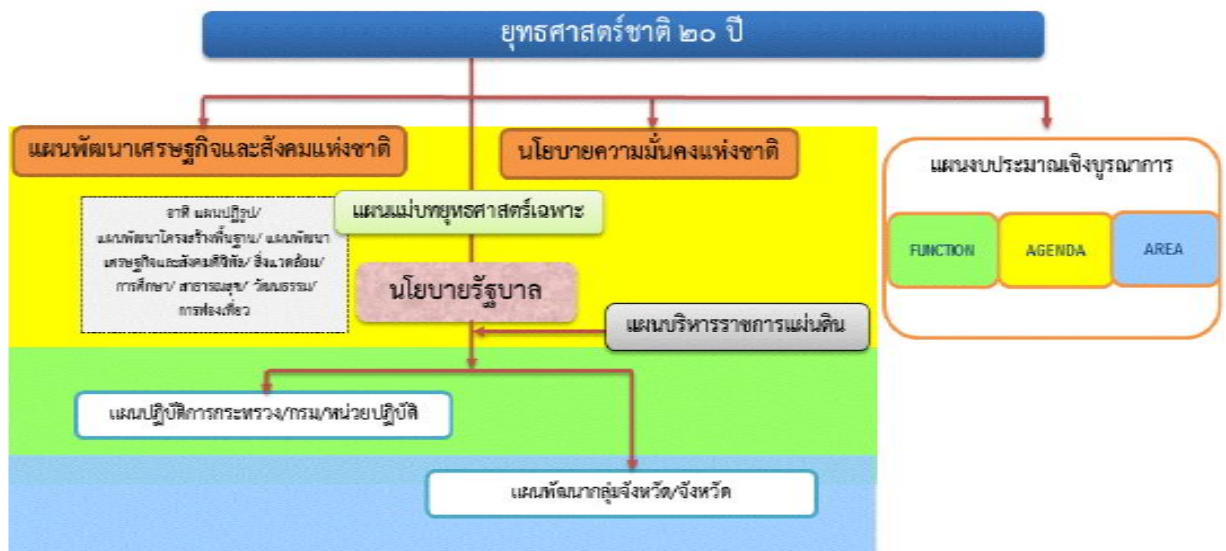 ยุทธศาสตร์ชาติ ๒๐ ปี
แผนพัฒนาเศรษฐกิจและสังคมแห่งชาติ
นโยบายความมั่นคงแห่งชาติ
แผนงบประมาณเชิงบูรณาการ
อาทิ แผนปฏิรูป/
แผนพัฒนาโครงสร้างพื้นฐาน/ แผนพัฒนา
เศรษฐกิจและสังคมดิจิทัล/ สิ่งแวดล้อม/
การศึกษา/ สาธารณสุข/ วัฒนธรรม/
การท่องเที่ยว
แผนแม่บทยุทธศาสตร์เฉพาะ
FUNCTION
AGENDA
AREA
นโยบายรัฐบาล
แผนบริหารราชการแผ่นดิน
แผนปฏิบัติการกระทรวง/กรม/หน่วยปฏิบัติ
แผนพัฒนากลุ่มจังหวัด/จังหวัด